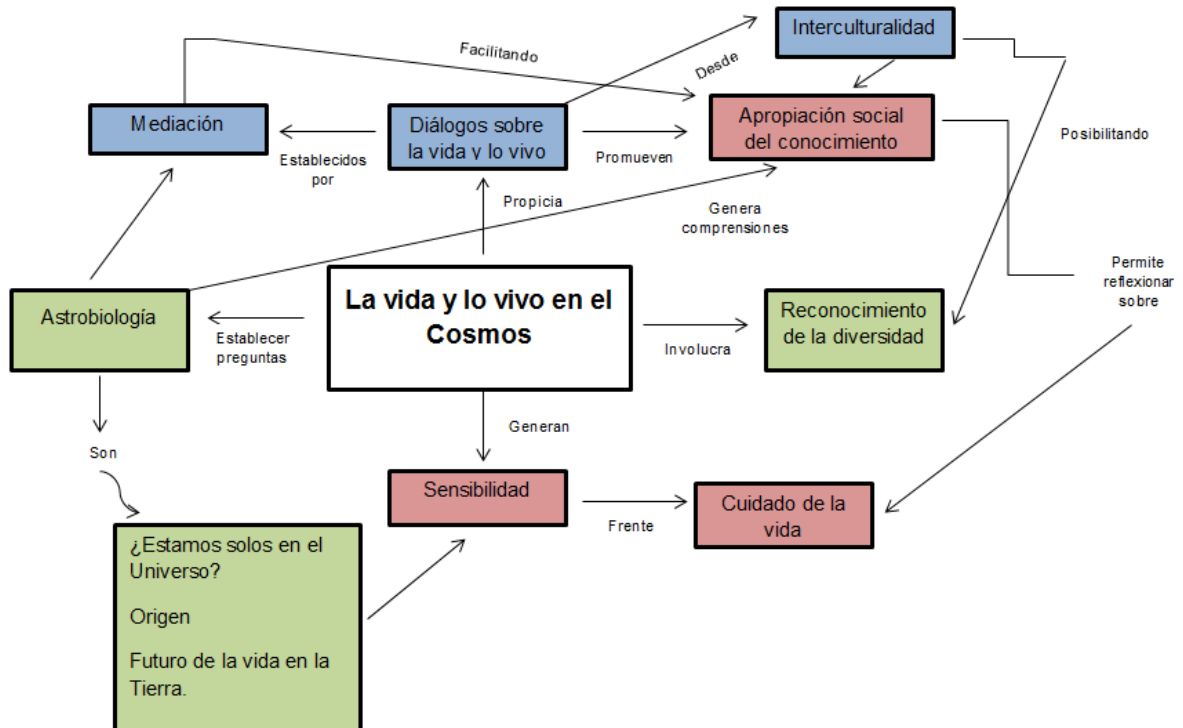 Interculturalidad
Facilitando
Desde
Mediación
Diálogos sobre
la vida y lo vivo
Apropiación social
del conocimiento
Posibilitando
Establecidos
por
Promueven
Propicia
Genera
comprensiones
Permite
reflexionar
sobre
Astrobiología
Establecer
preguntas
La vida y lo vivo en el
Cosmos
Involucra
Reconocimiento
de la diversidad
Generan
Son
Sensibilidad
Frente
Cuidado de la
vida
¿Estamos solos en el
Universo?
Origen
Futuro de la vida en la
Tierra.